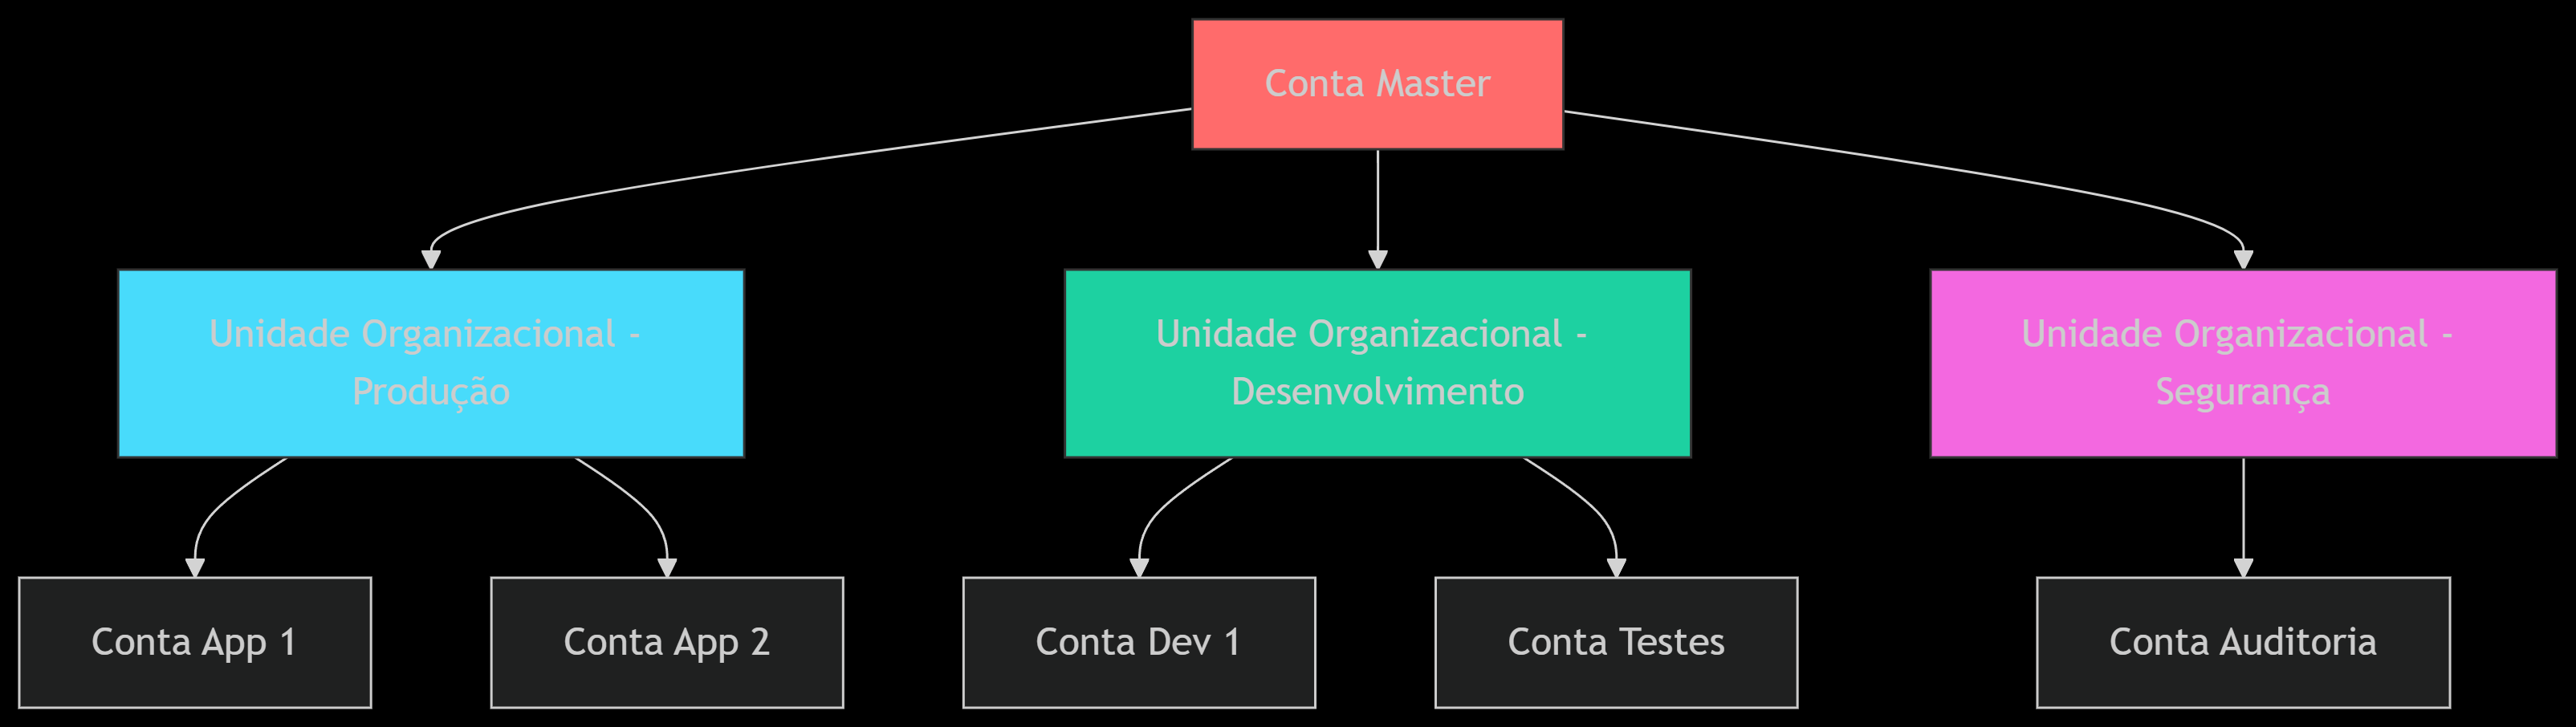 Conta Master
Unidade Organizacional -
Produção
Unidade Organizacional -
Desenvolvimento
Unidade Organizacional -
Segurança
Conta App 1
Conta App 2
Conta Dev 1
Conta Testes
Conta Auditoria